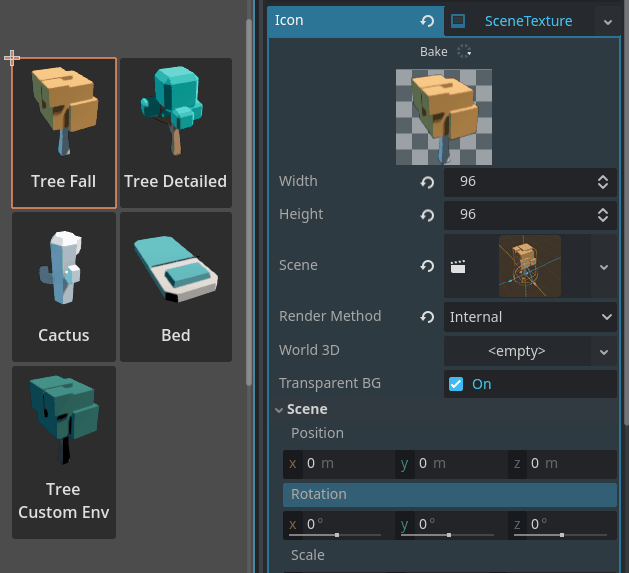 Tree Fall
Tree Detailed
Cactus
Bed
Tree
Custom Env
Icon
SceneTexture
Bake
Width
96
Height
96
Scene
Render Method
Internal
World 3D
<empty>
Transparent BG
On
Scene
Position
x 0 m y 0 m z 0 m
Rotation
x 0° y 0° z 0°
Scale